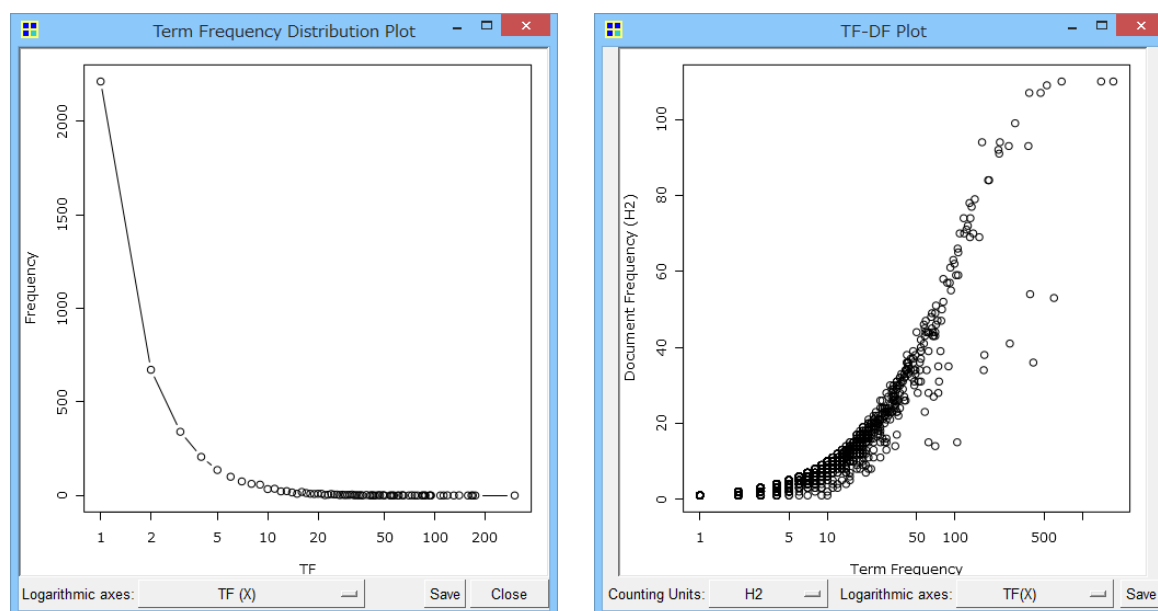 Term Frequency Distribution Plot
Frequency
2000
1500
1000
500
0
1 2 5 10 20 50 100 200
TF
Logarithmic axes: TF (X) Save Close
TF-DF Plot
Document Frequency (H2)
100
80
60
40
20
0
1 5 10 50 100 500
Term Frequency
Counting Units: H2 Logarithmic axes: TF(X) Save